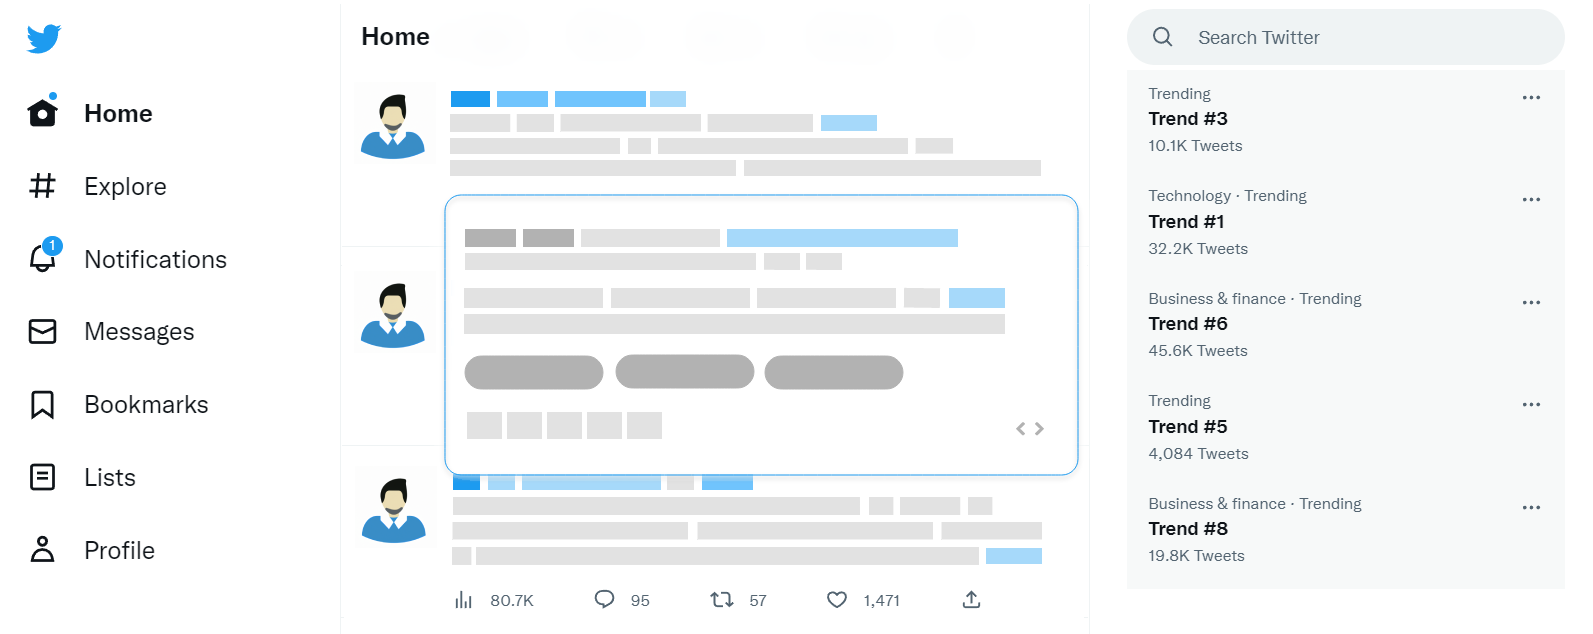 Home
Explore
1
Notifications
Messages
Bookmarks
Lists
Profile
Home
80.7K 95 57 1,471
Search Twitter
Trending
Trend #3
10.1K Tweets
Technology · Trending
Trend #1
32.2K Tweets
Business & finance · Trending
Trend #6
45.6K Tweets
Trending
Trend #5
4,084 Tweets
Business & finance · Trending
Trend #8
19.8K Tweets